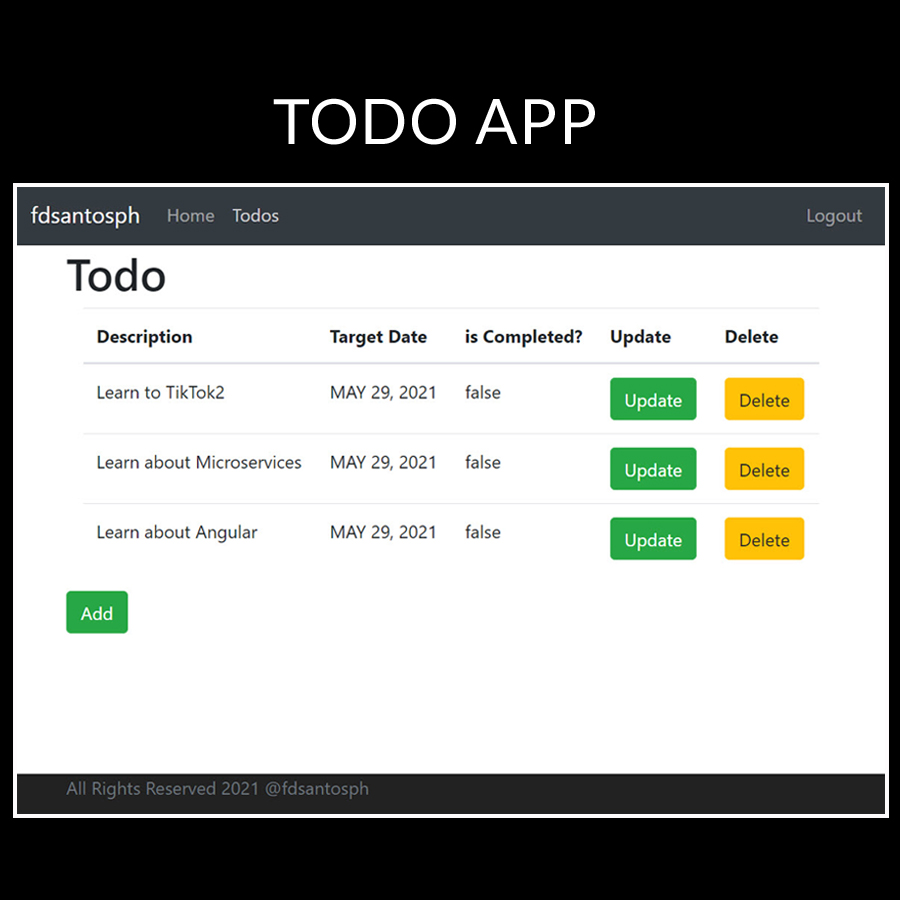 TODO APP
fdsantosph Home Todos Logout
Todo
Description Target Date is Completed? Update Delete
Learn to TikTok2 MAY 29, 2021 false Update Delete
Learn about Microservices MAY 29, 2021 false Update Delete
Learn about Angular MAY 29, 2021 false Update Delete
Add
All Rights Reserved 2021 @fdsantosph